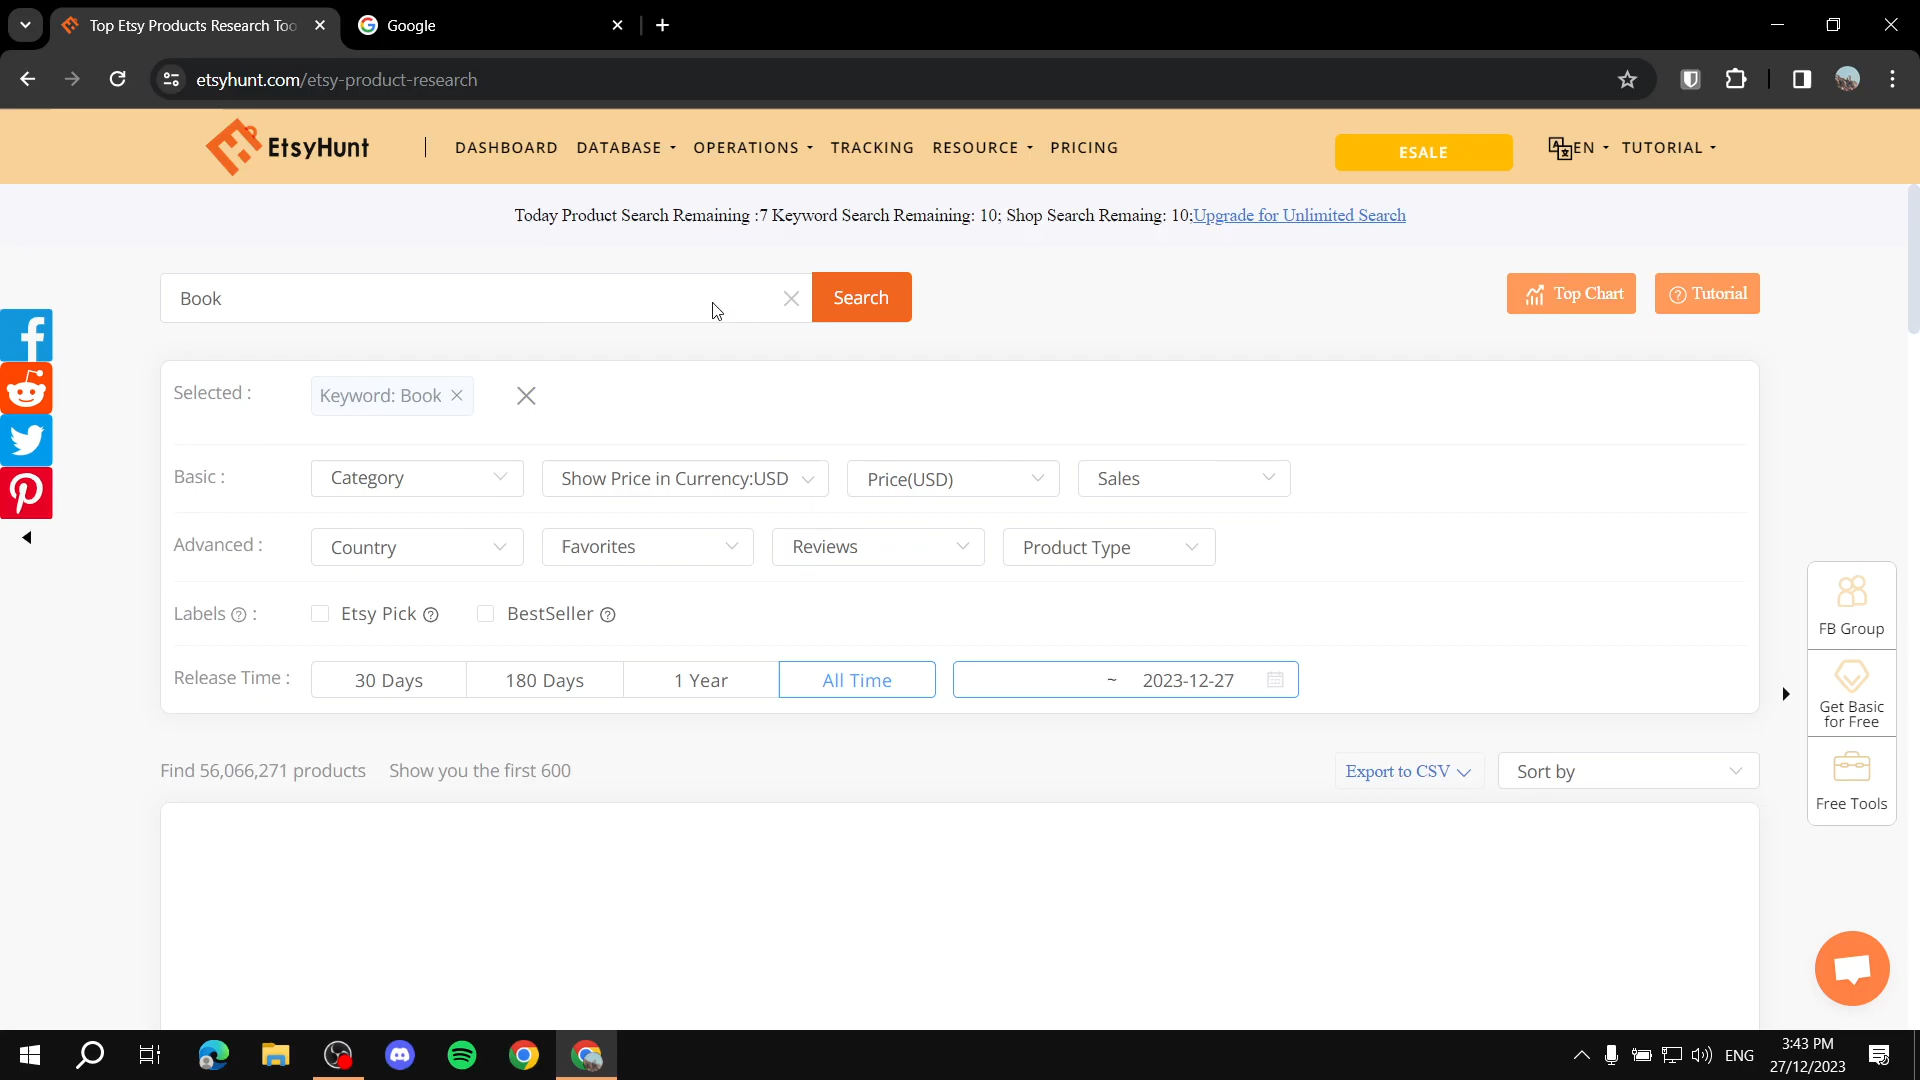 Top Etsy Products Research Too
Google
etsyhunt.com/etsy-product-research
EtsyHunt
DASHBOARD DATABASE OPERATIONS TRACKING RESOURCE PRICING
ESALE
EN TUTORIAL
Today Product Search Remaining :7 Keyword Search Remaining: 10; Shop Search Remaing: 10;Upgrade for Unlimited Search
Book
Search
Top Chart
Tutorial
Selected :
Keyword: Book
Basic :
Category
Show Price in Currency:USD
Price(USD)
Sales
Advanced :
Country
Favorites
Reviews
Product Type
Labels :
Etsy Pick
BestSeller
Release Time :
30 Days
180 Days
1 Year
All Time
~ 2023-12-27
Find 56,066,271 products Show you the first 600
Export to CSV
Sort by
FB Group
Get Basic
for Free
Free Tools
ENG
3:43 PM
27/12/2023